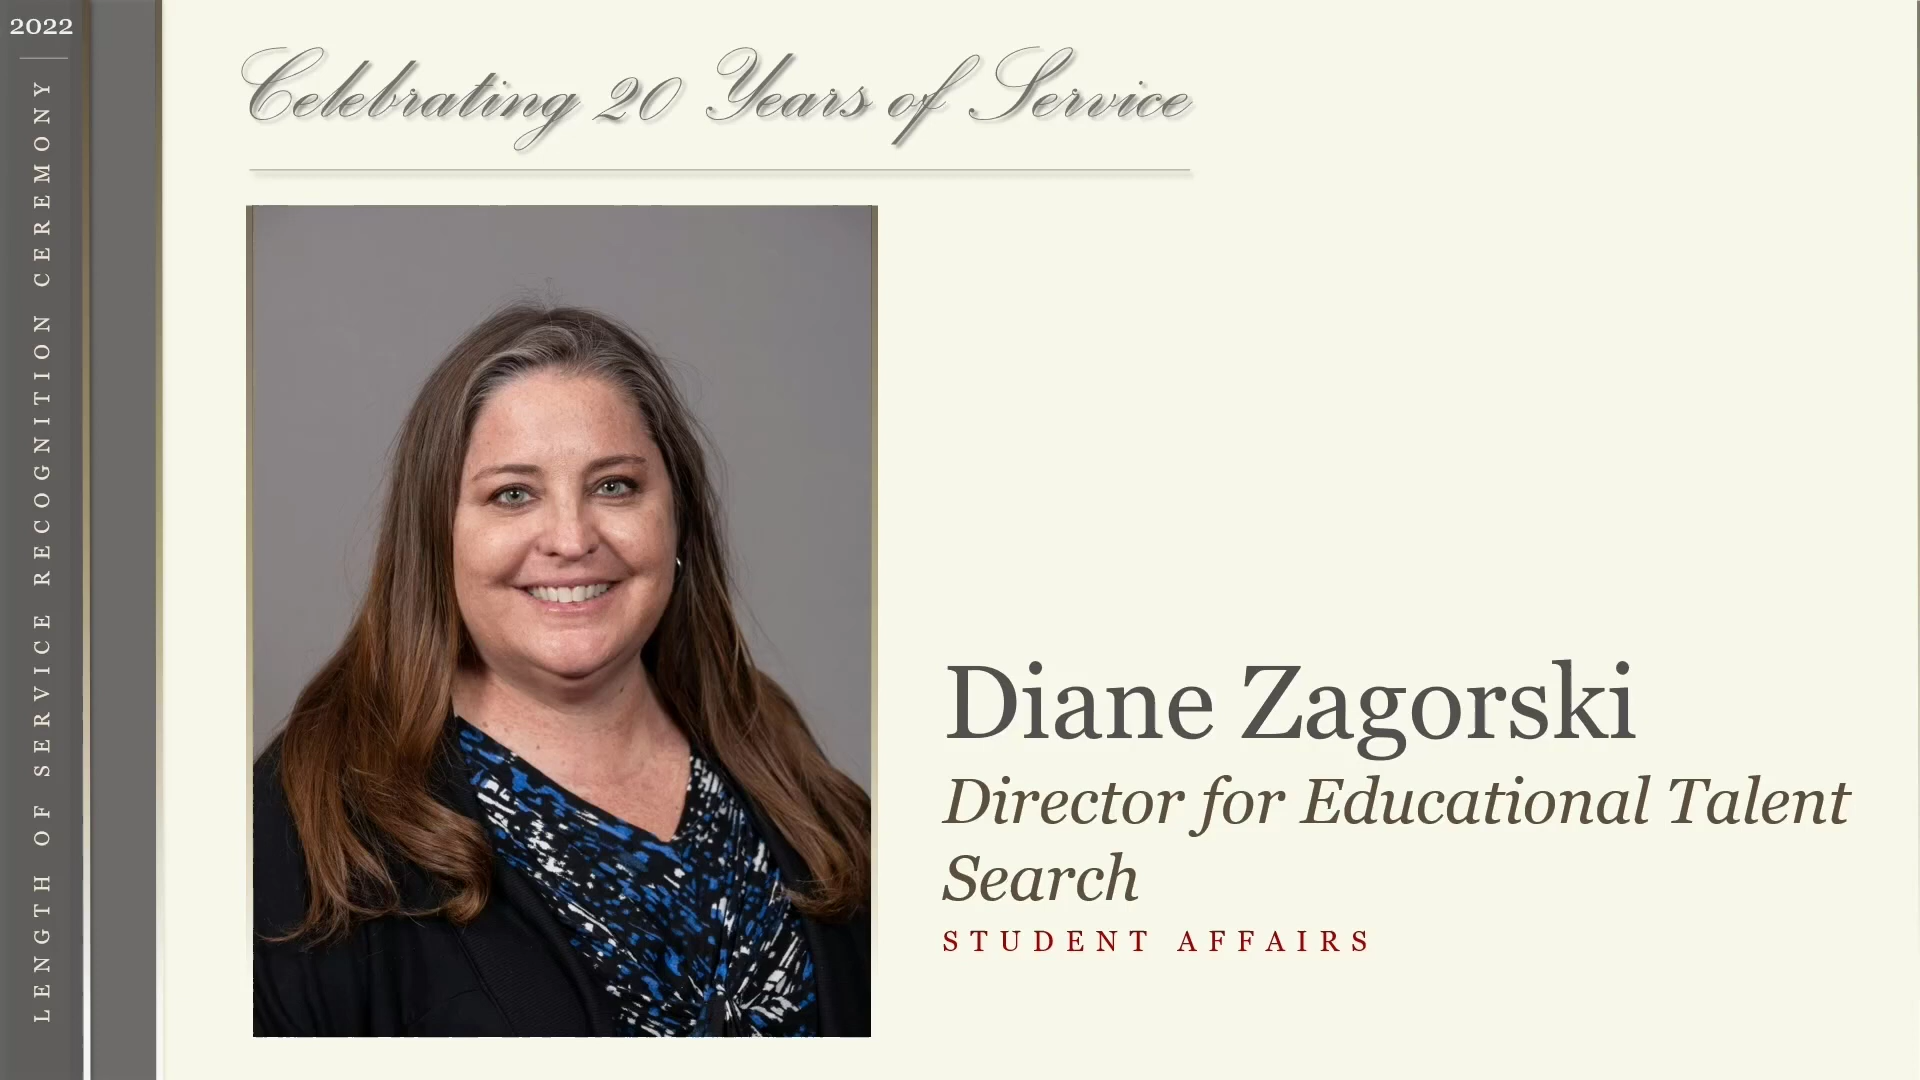 2022
LENGTH OF SERVICE RECOGNITION CEREMONY
Celebrating 20 Years of Service
Diane Zagorski
Director for Educational Talent
Search
STUDENT AFFAIRS